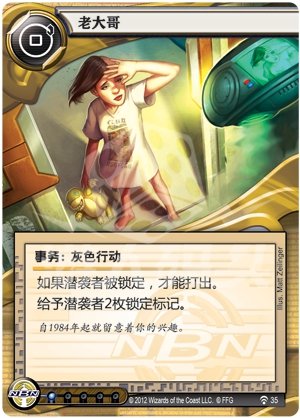 老大哥
事务：灰色行动
如果潜袭者被锁定，才能打出。
给予潜袭者2枚锁定标记。
自1984年起就留意着你的兴趣。
Illus. Matt Zeilinger
NBN
NBN
© 2012 Wizards of the Coast LLC. © FFG
35